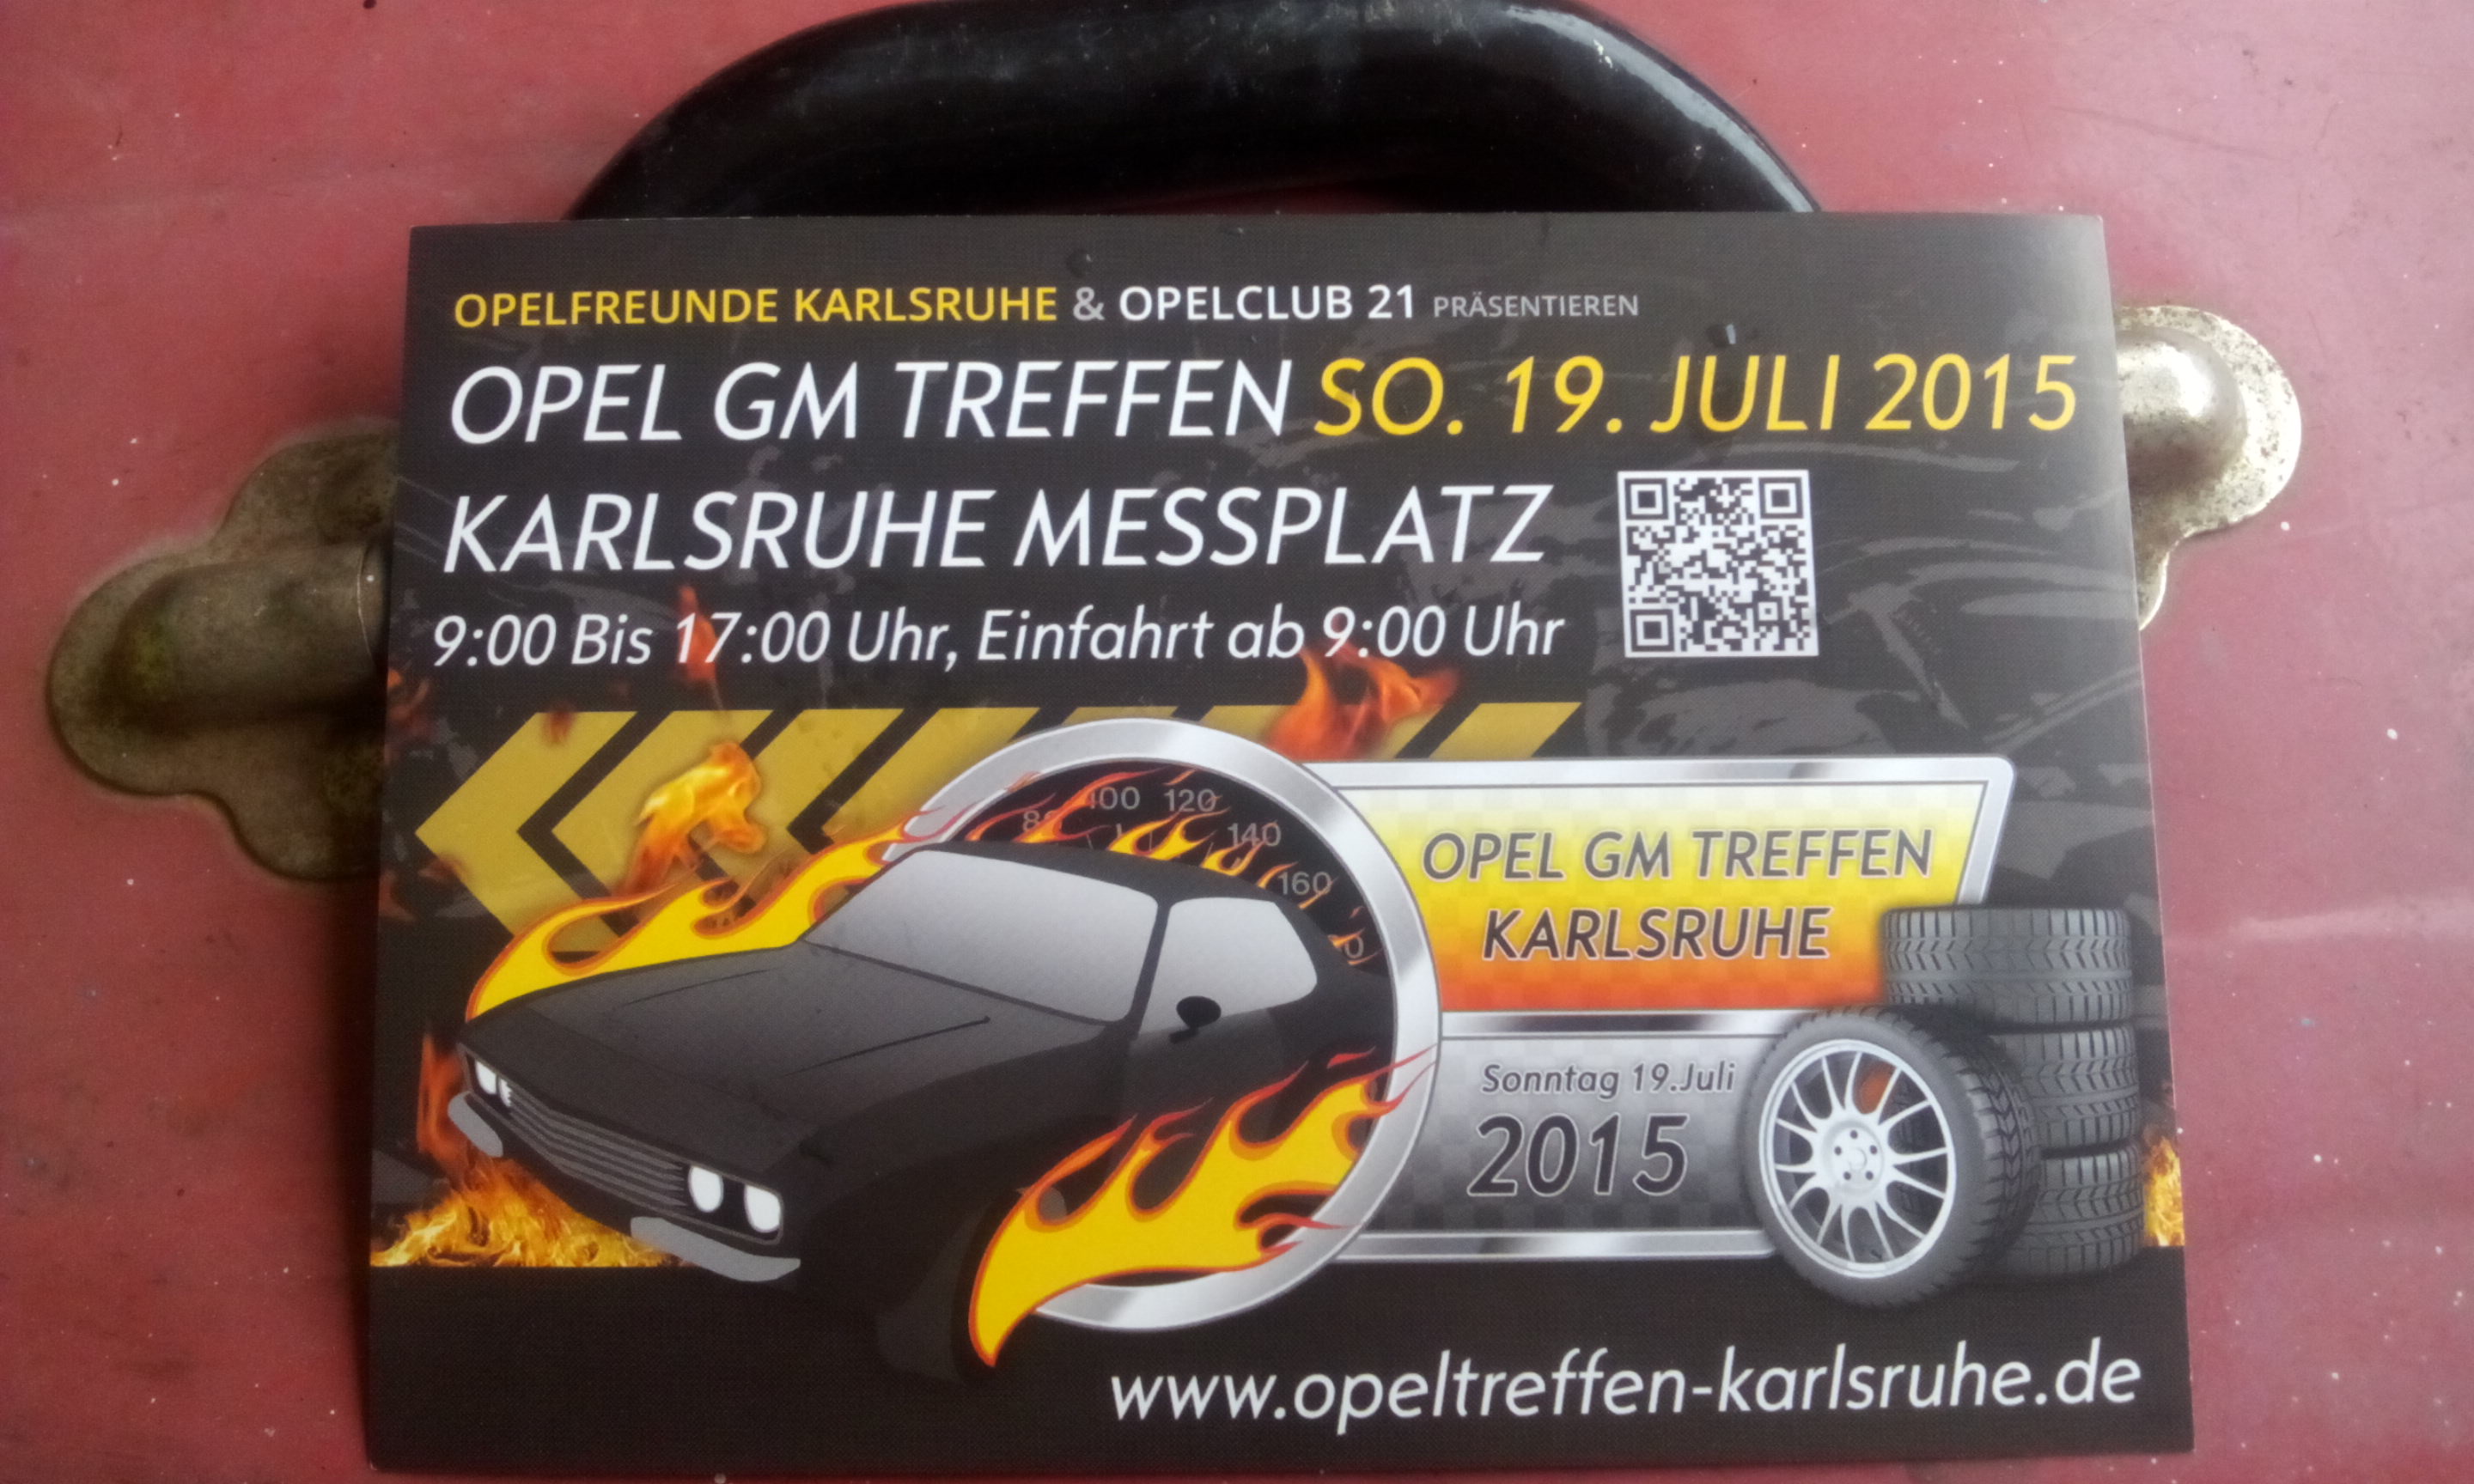 OPELFREUNDE KARLSRUHE & OPELCLUB 21 PRÄSENTIEREN
OPEL GM TREFFEN SO. 19. JULI 2015
KARLSRUHE MESSPLATZ
9:00 Bis 17:00 Uhr, Einfahrt ab 9:00 Uhr
100 120
140
160
OPEL GM TREFFEN
KARLSRUHE
Sonntag 19.Juli
2015
www.opeltreffen-karlsruhe.de